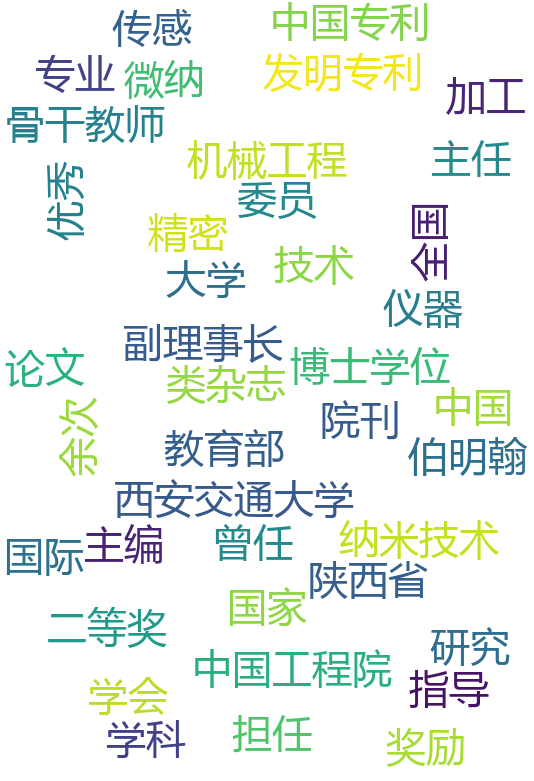 传感
中国专利
专业
微纳
发明专利
加工
骨干教师
机械工程
主任
优秀
委员
全国
精密
技术
大学
仪器
副理事长
论文
类杂志
博士学位
余次
院刊
中国
教育部
伯明翰
西安交通大学
国际
主编
曾任
纳米技术
陕西省
国家
二等奖
研究
中国工程院
学会
指导
学科
担任
奖励